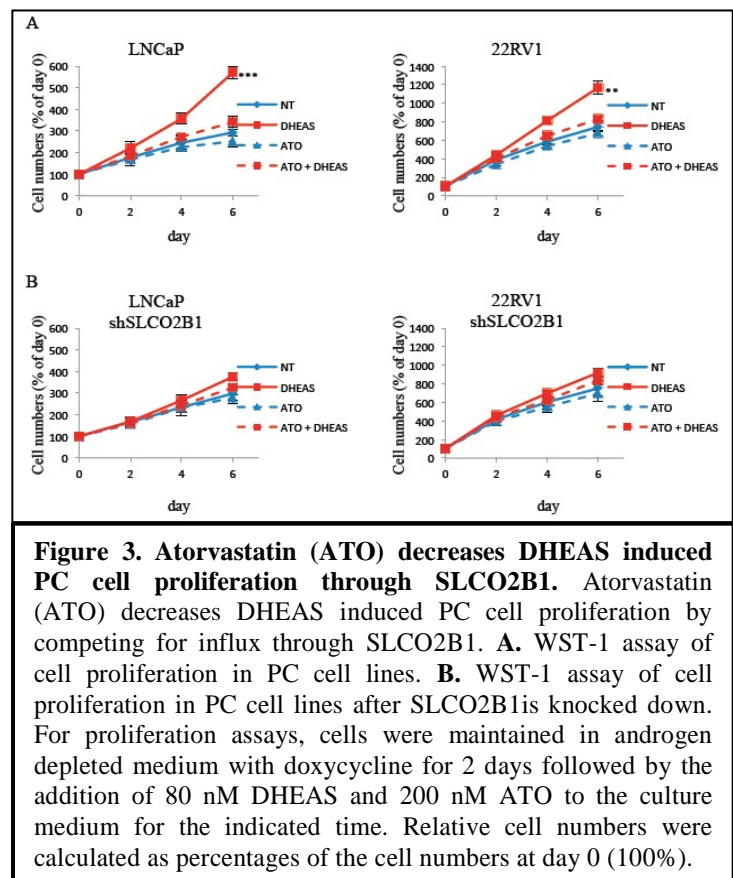 A
LNCaP
22RV1
Cell numbers (% of day 0)
600
500
400
300
200
100
0
0 2 4 6
day
***
NT
DHEAS
ATO
ATO + DHEAS
Cell numbers (% of day 0)
1400
1200
1000
800
600
400
200
0
0 2 4 6
day
**
NT
DHEAS
ATO
ATO + DHEAS
B
LNCaP
shSLCO2B1
22RV1
shSLCO2B1
Cell numbers (% of day 0)
600
500
400
300
200
100
0
0 2 4 6
day
NT
DHEAS
ATO
ATO + DHEAS
Cell numbers (% of day 0)
1400
1200
1000
800
600
400
200
0
0 2 4 6
day
NT
DHEAS
ATO
ATO + DHEAS
Figure 3. Atorvastatin (ATO) decreases DHEAS induced
PC cell proliferation through SLCO2B1. Atorvastatin
(ATO) decreases DHEAS induced PC cell proliferation by
competing for influx through SLCO2B1. A. WST-1 assay of
cell proliferation in PC cell lines. B. WST-1 assay of cell
proliferation in PC cell lines after SLCO2B1is knocked down.
For proliferation assays, cells were maintained in androgen
depleted medium with doxycycline for 2 days followed by the
addition of 80 nM DHEAS and 200 nM ATO to the culture
medium for the indicated time. Relative cell numbers were
calculated as percentages of the cell numbers at day 0 (100%).